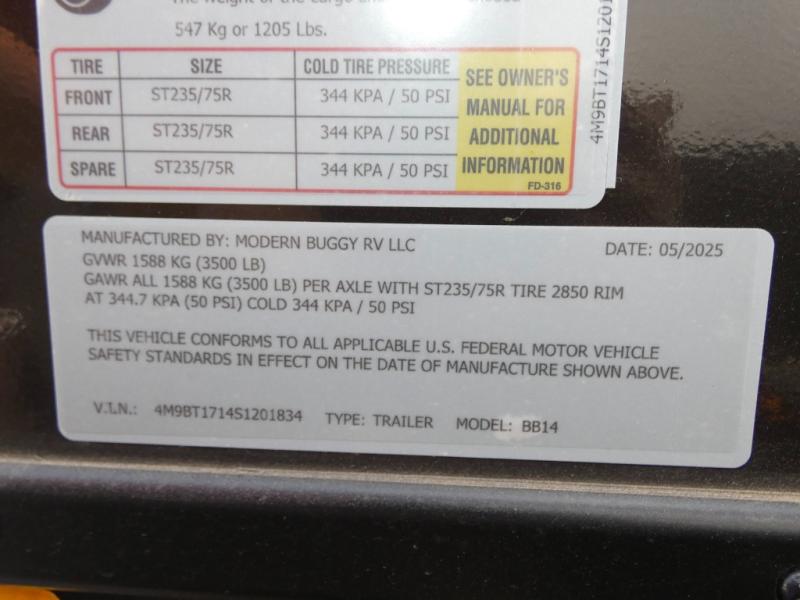 547 Kg or 1205 Lbs.
TIRE SIZE COLD TIRE PRESSURE
FRONT ST235/75R 344 KPA / 50 PSI
REAR ST235/75R 344 KPA / 50 PSI
SPARE ST235/75R 344 KPA / 50 PSI
SEE OWNER'S
MANUAL FOR
ADDITIONAL
INFORMATION
FD-316
4M9BT1714S1201
MANUFACTURED BY: MODERN BUGGY RV LLC DATE: 05/2025
GVWR 1588 KG (3500 LB)
GAWR ALL 1588 KG (3500 LB) PER AXLE WITH ST235/75R TIRE 2850 RIM
AT 344.7 KPA (50 PSI) COLD 344 KPA / 50 PSI
THIS VEHICLE CONFORMS TO ALL APPLICABLE U.S. FEDERAL MOTOR VEHICLE
SAFETY STANDARDS IN EFFECT ON THE DATE OF MANUFACTURE SHOWN ABOVE.
V.I.N.: 4M9BT1714S1201834 TYPE: TRAILER MODEL: BB14